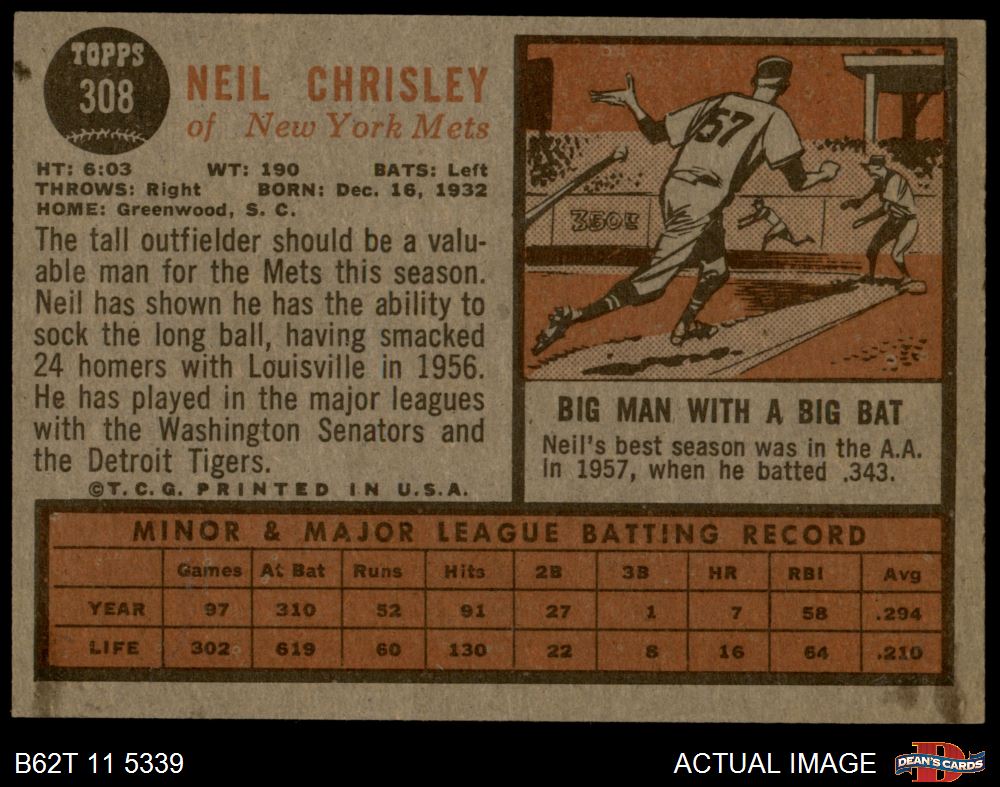 TOPPS
308
NEIL CHRISLEY
of New York Mets
HT: 6:03 WT: 190 BATS: Left
THROWS: Right BORN: Dec. 16, 1932
HOME: Greenwood, S. C.
The tall outfielder should be a valu-
able man for the Mets this season.
Neil has shown he has the ability to
sock the long ball, having smacked
24 homers with Louisville in 1956.
He has played in the major leagues
with the Washington Senators and
the Detroit Tigers.
©T. C. G. PRINTED IN U.S.A.
57
350FT
BIG MAN WITH A BIG BAT
Neil's best season was in the A.A.
in 1957, when he batted .343.
MINOR & MAJOR LEAGUE BATTING RECORD
Games At Bat Runs Hits 2B 3B HR RBI Avg
YEAR 97 310 52 91 27 1 7 58 .294
LIFE 302 619 60 130 22 8 16 64 .210
B62T 11 5339
ACTUAL IMAGE
DEAN'S CARDS